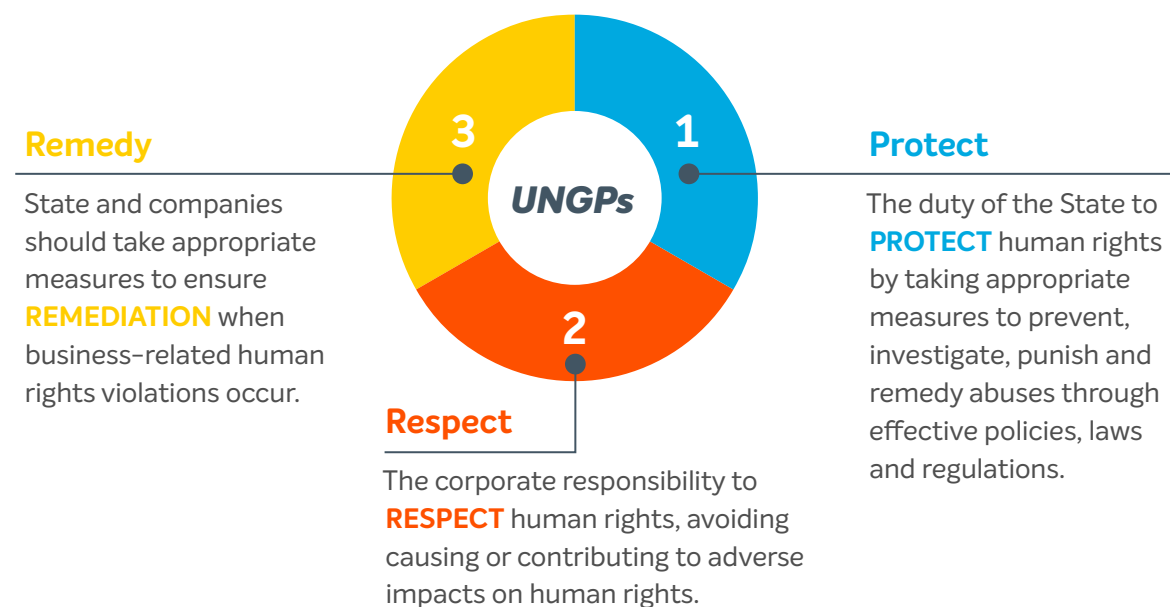 1
Protect
The duty of the State to
PROTECT human rights
by taking appropriate
measures to prevent,
investigate, punish and
remedy abuses through
effective policies, laws
and regulations.
2
Respect
The corporate responsibility to
RESPECT human rights, avoiding
causing or contributing to adverse
impacts on human rights.
3
Remedy
State and companies
should take appropriate
measures to ensure
REMEDIATION when
business-related human
rights violations occur.
UNGPs